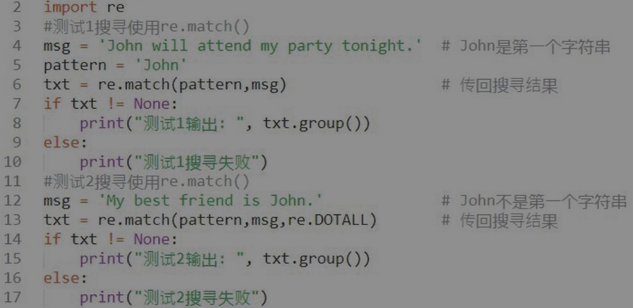 2 import re
3 #测试1搜寻使用re.match()
4 msg = 'John will attend my party tonight.' # John是第一个字符串
5 pattern = 'John'
6 txt = re.match(pattern,msg) # 传回搜寻结果
7 if txt != None:
8 print("测试1输出: ", txt.group())
9 else:
10 print("测试1搜寻失败")
11 #测试2搜寻使用re.match()
12 msg = 'My best friend is John.' # John不是第一个字符串
13 txt = re.match(pattern,msg,re.DOTALL) # 传回搜寻结果
14 if txt != None:
15 print("测试2输出: ", txt.group())
16 else:
17 print("测试2搜寻失败")